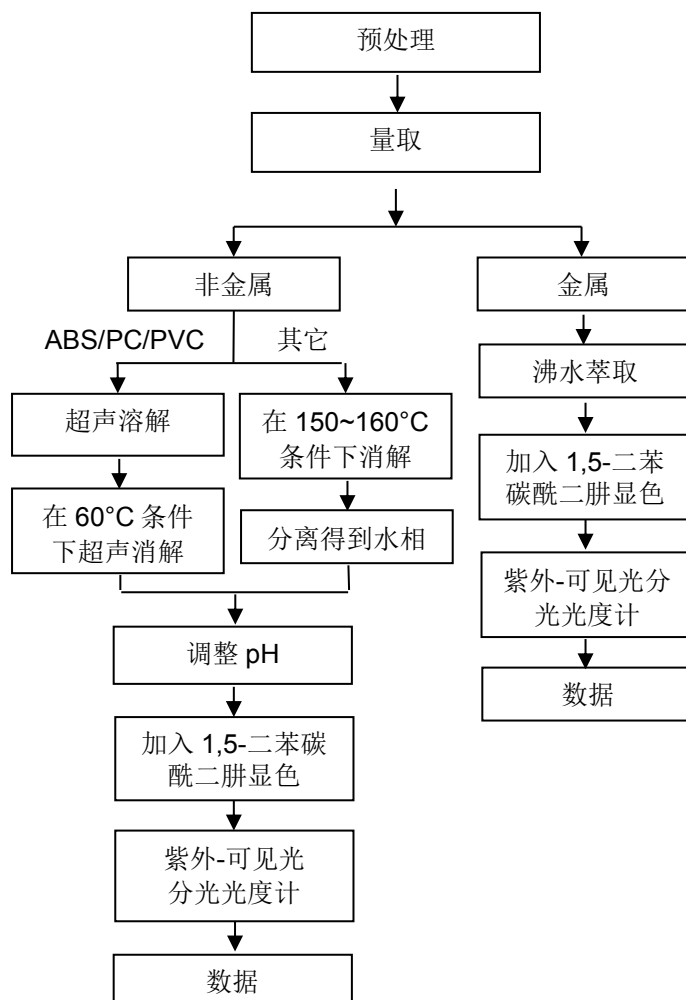 预处理
量取
非金属
金属
ABS/PC/PVC
其它
沸水萃取
超声溶解
在 150~160°C
条件下消解
加入 1,5-二苯
碳酰二肼显色
在 60°C 条件
下超声消解
分离得到水相
紫外-可见光分
光光度计
调整 pH
数据
加入 1,5-二苯碳
酰二肼显色
紫外-可见光
分光光度计
数据